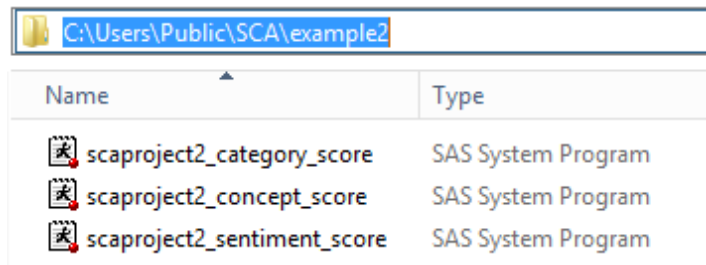 C:\Users\Public\SCA\example2
Name Type
scaproject2_category_score SAS System Program
scaproject2_concept_score SAS System Program
scaproject2_sentiment_score SAS System Program